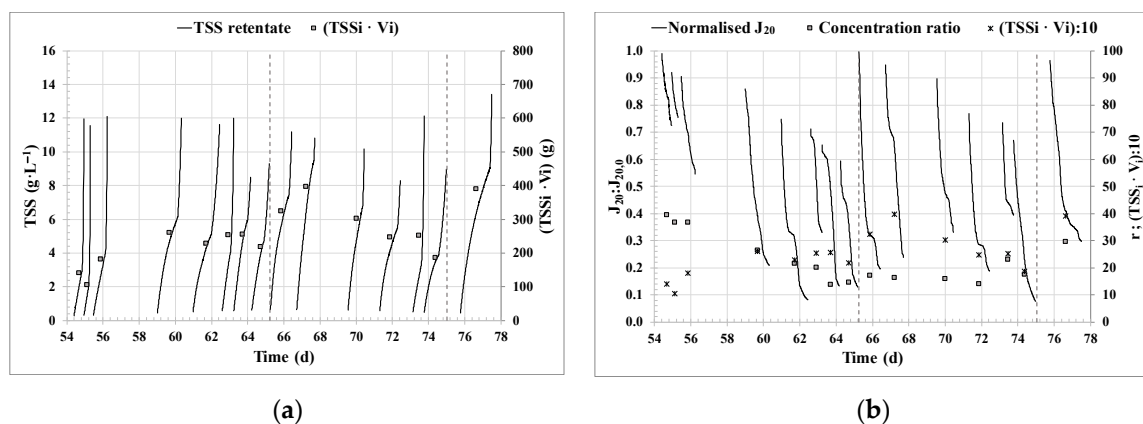 TSS retentate (TSSi · Vi)
16 800
14 700
12 600
10 500
8 400
6 300
4 200
2 100
0 0
TSS (g·L⁻¹)
(TSSi · Vi) (g)
54 56 58 60 62 64 66 68 70 72 74 76 78
Time (d)
(a)
Normalised J₂₀ Concentration ratio (TSSi · Vi):10
1.0 100
0.9 90
0.8 80
0.7 70
0.6 60
0.5 50
0.4 40
0.3 30
0.2 20
0.1 10
0.0 0
J₂₀:J₂₀,₀
r ; (TSSᵢ · Vᵢ):10
54 56 58 60 62 64 66 68 70 72 74 76 78
Time (d)
(b)